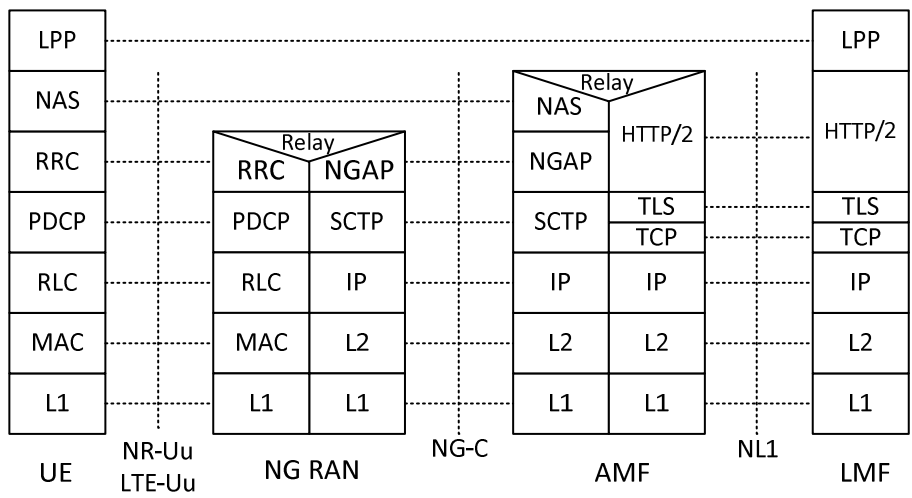 LPP
LPP
NAS
Relay
NAS
HTTP/2
HTTP/2
RRC
Relay
RRC
NGAP
NGAP
PDCP
PDCP
SCTP
SCTP
TLS
TLS
TCP
TCP
RLC
RLC
IP
IP
IP
IP
MAC
MAC
L2
L2
L2
L2
L1
L1
L1
L1
L1
L1
UE
NR-Uu
LTE-Uu
NG RAN
NG-C
AMF
NL1
LMF